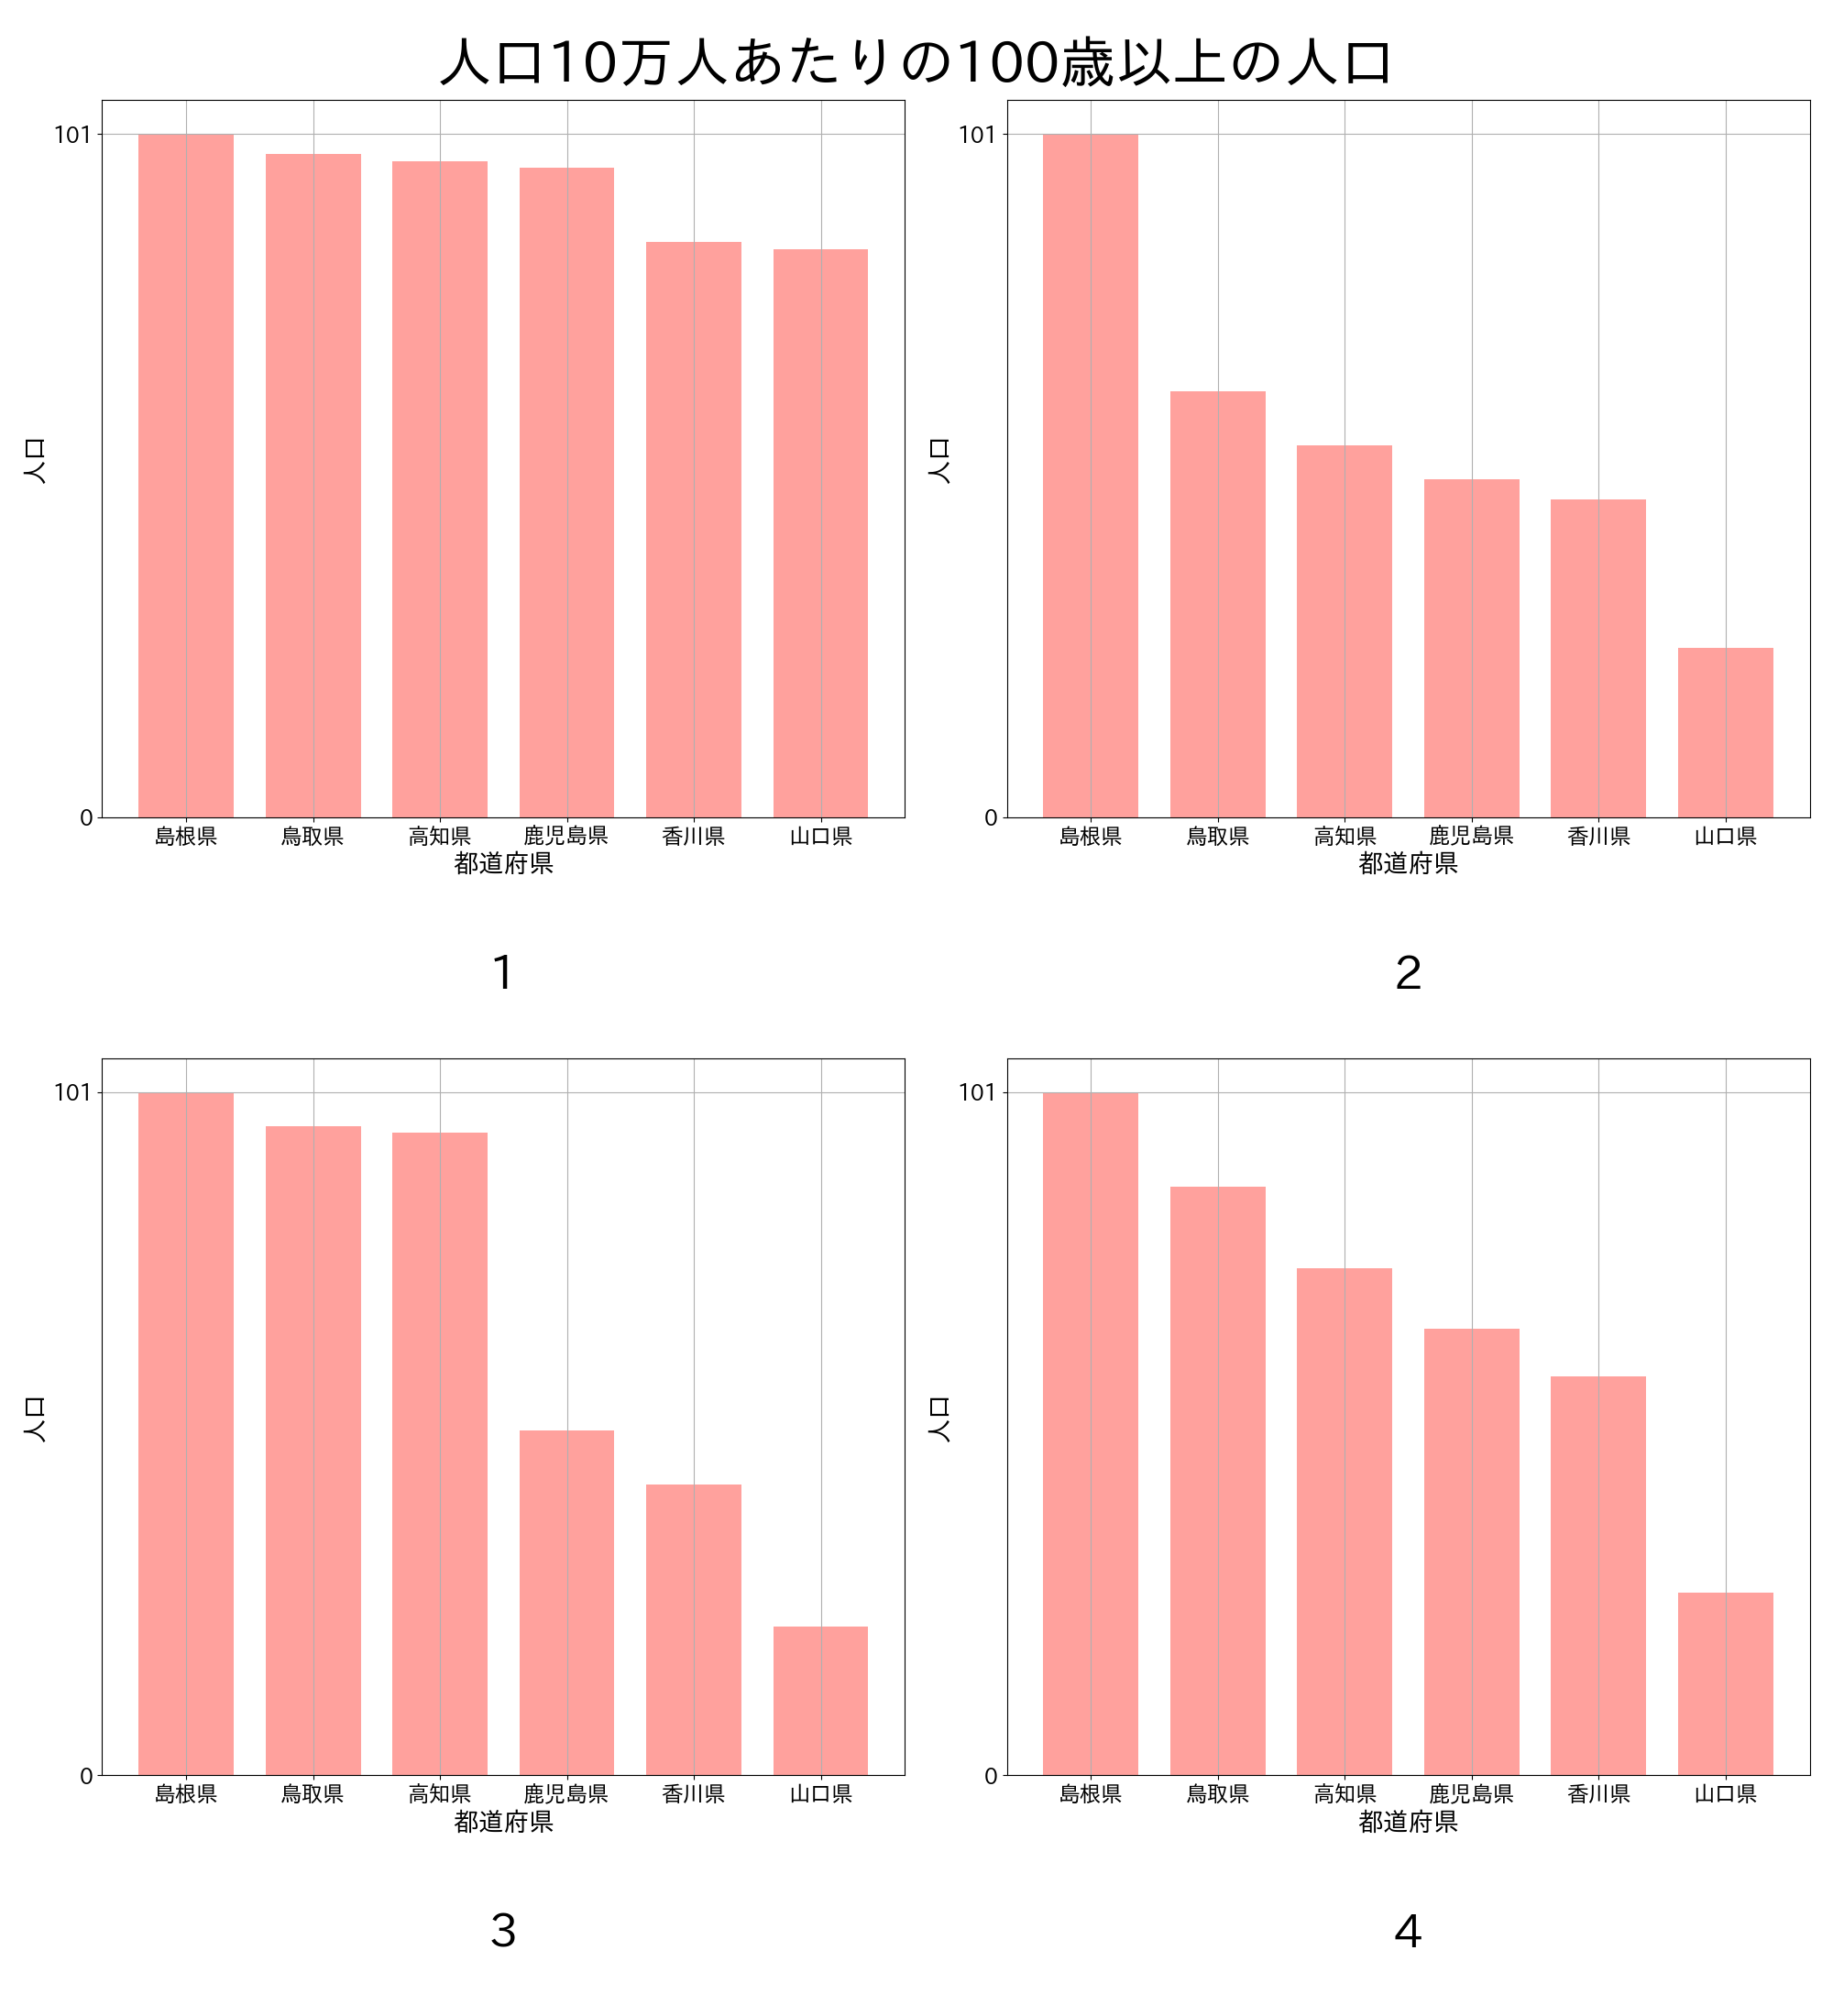 人口10万人あたりの100歳以上の人口
101
0
人口
島根県 鳥取県 高知県 鹿児島県 香川県 山口県
都道府県
1
101
0
人口
島根県 鳥取県 高知県 鹿児島県 香川県 山口県
都道府県
2
101
0
人口
島根県 鳥取県 高知県 鹿児島県 香川県 山口県
都道府県
3
101
0
人口
島根県 鳥取県 高知県 鹿児島県 香川県 山口県
都道府県
4